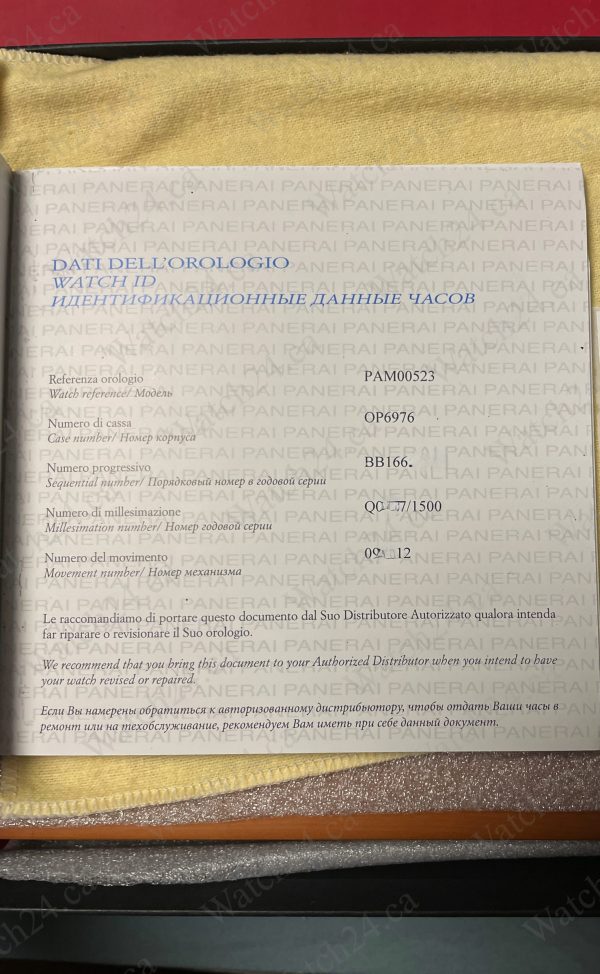 DATI DELL'OROLOGIO
WATCH ID
ИДЕНТИФИКАЦИОННЫЕ ДАННЫЕ ЧАСОВ
Referenza orologio PAM00523
Watch reference/ Модель
Numero di cassa OP6976
Case number/ Номер корпуса
Numero progressivo BB166
Sequential number/ Порядковый номер в годовой серии
Numero di millesimazione /1500
Millesimation number/ Номер годовой серии
Numero del movimento
Movement number/ Номер механизма
Le raccomandiamo di portare questo documento dal Suo Distributore Autorizzato qualora intenda
far riparare o revisionare il Suo orologio.
We recommend that you bring this document to your Authorized Distributor when you intend to have
your watch revised or repaired.
Если Вы намерены обратиться к авторизованному дистрибьютору, чтобы отдать Ваши часы в
ремонт или на техобслуживание, рекомендуем Вам иметь при себе данный документ.